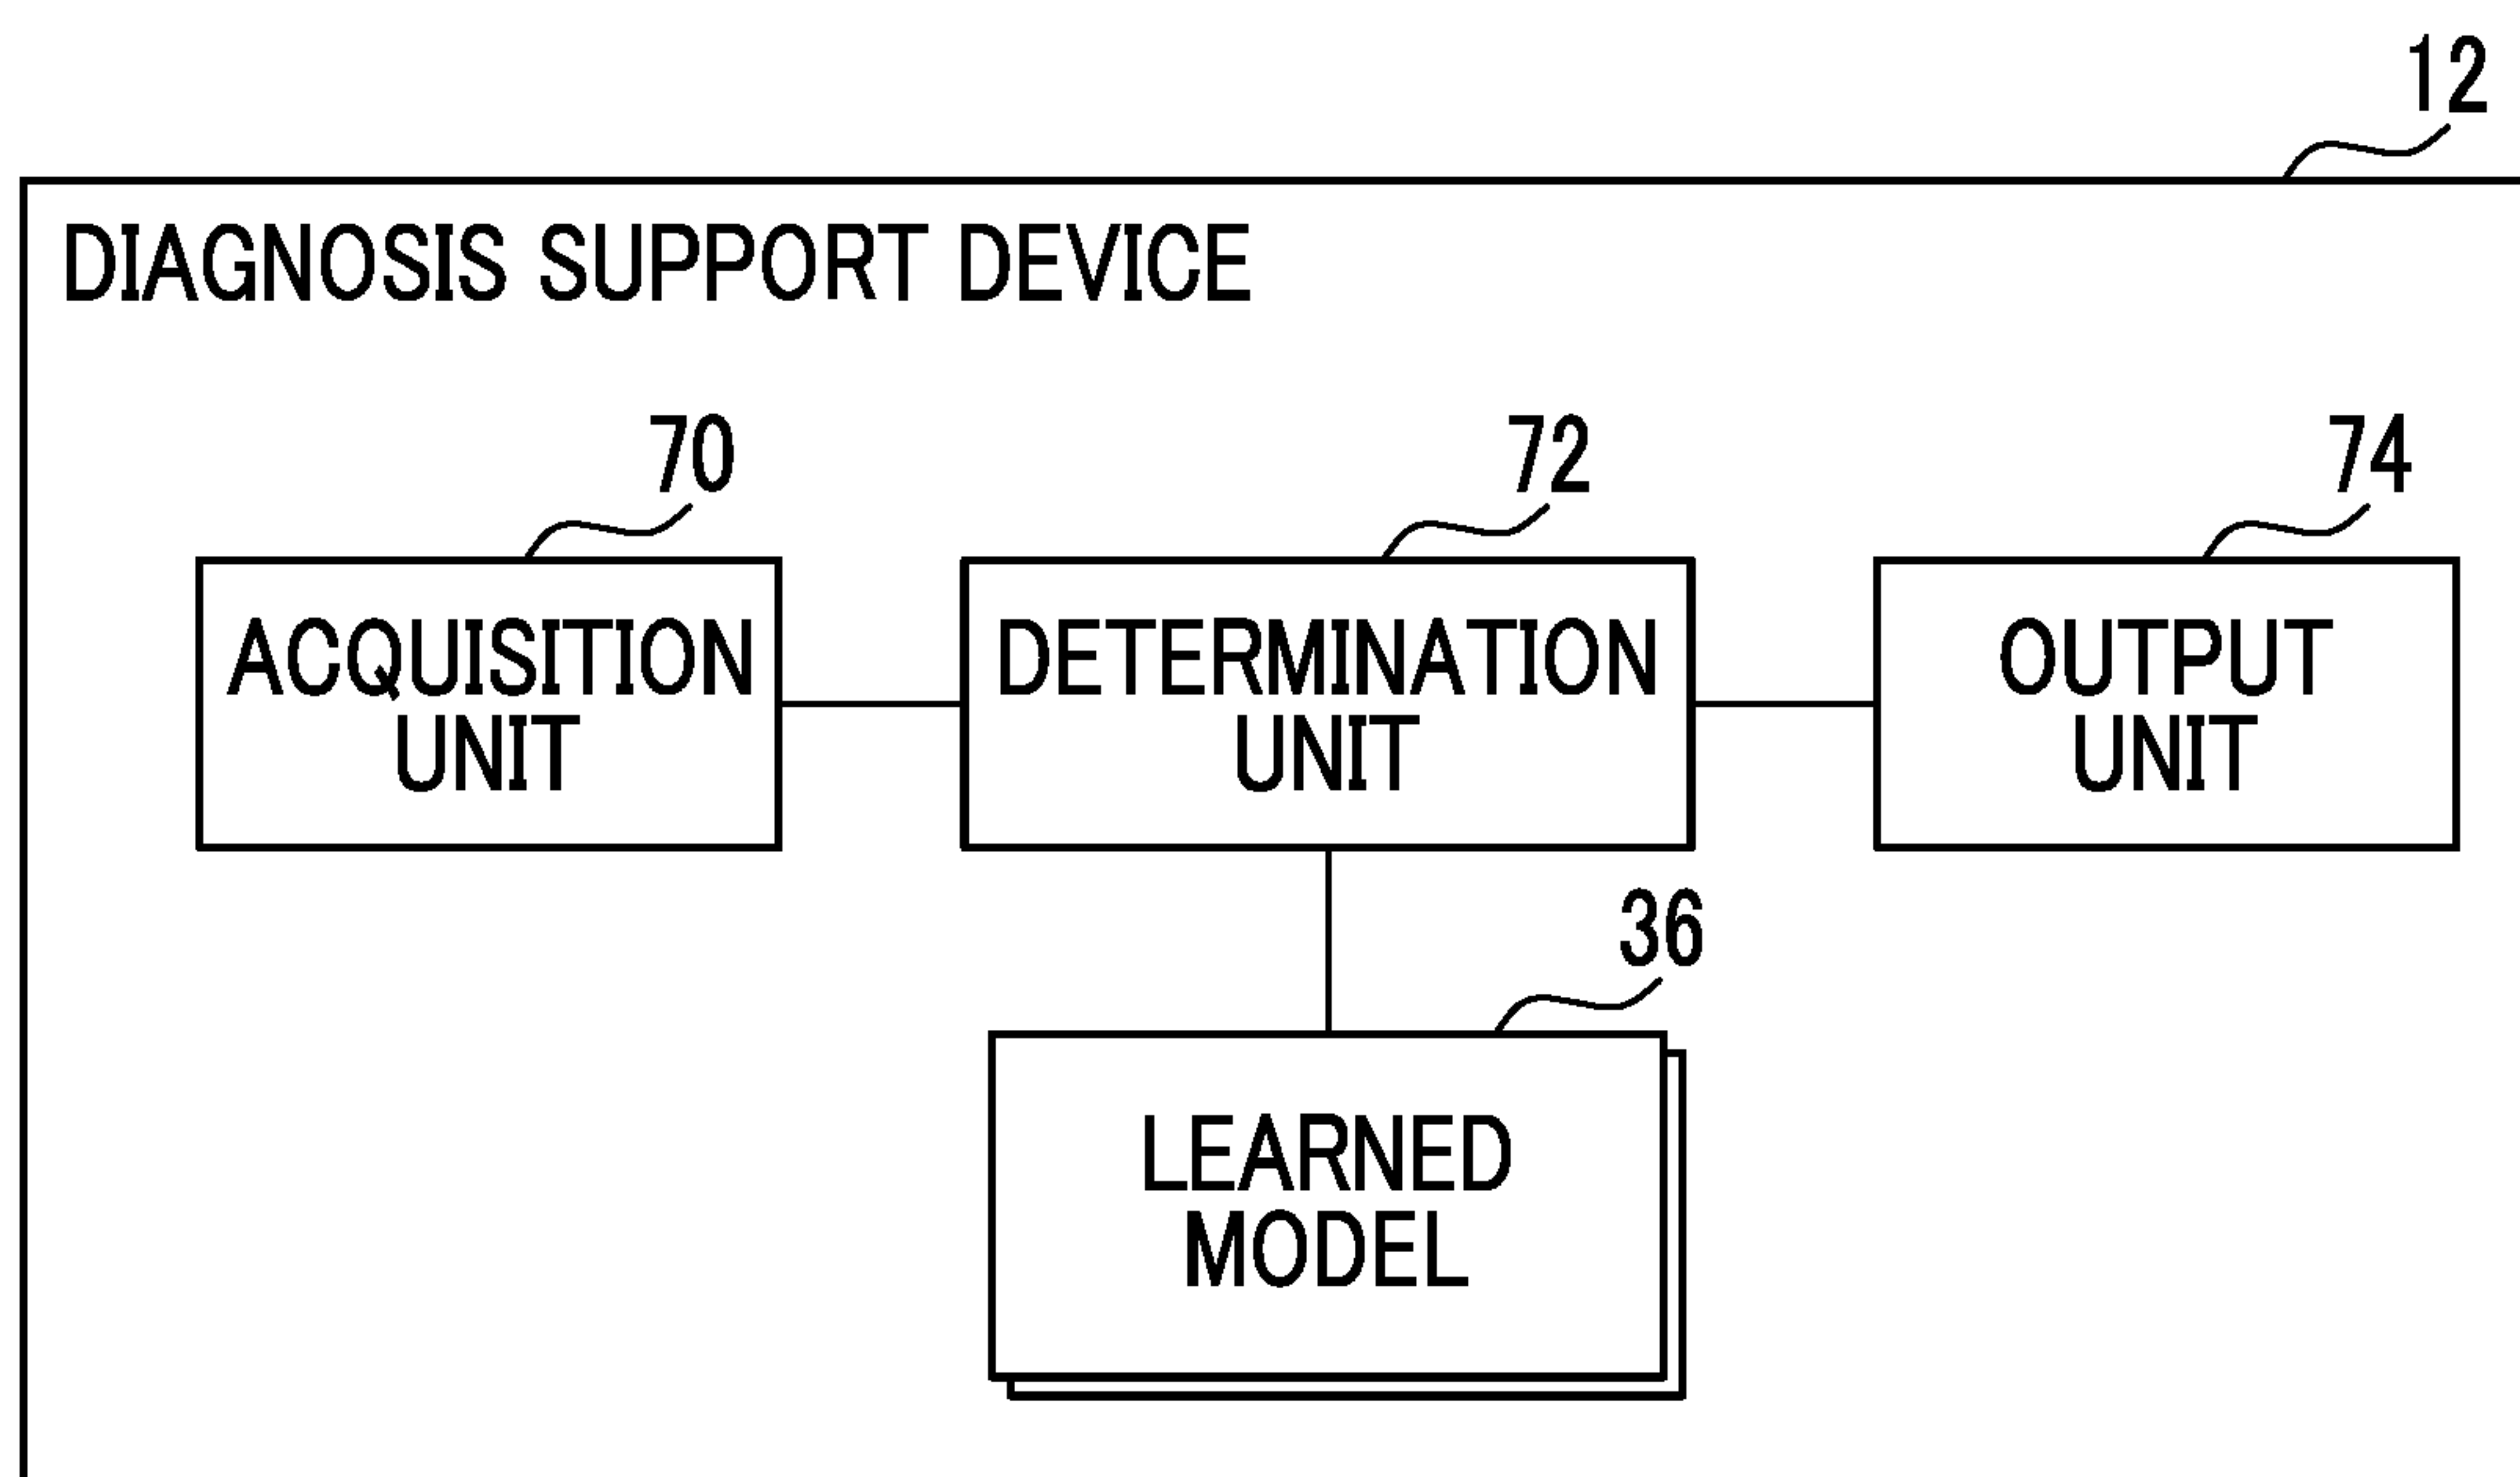 12
DIAGNOSIS SUPPORT DEVICE
70
72
74
ACQUISITION
UNIT
DETERMINATION
UNIT
OUTPUT
UNIT
36
LEARNED
MODEL